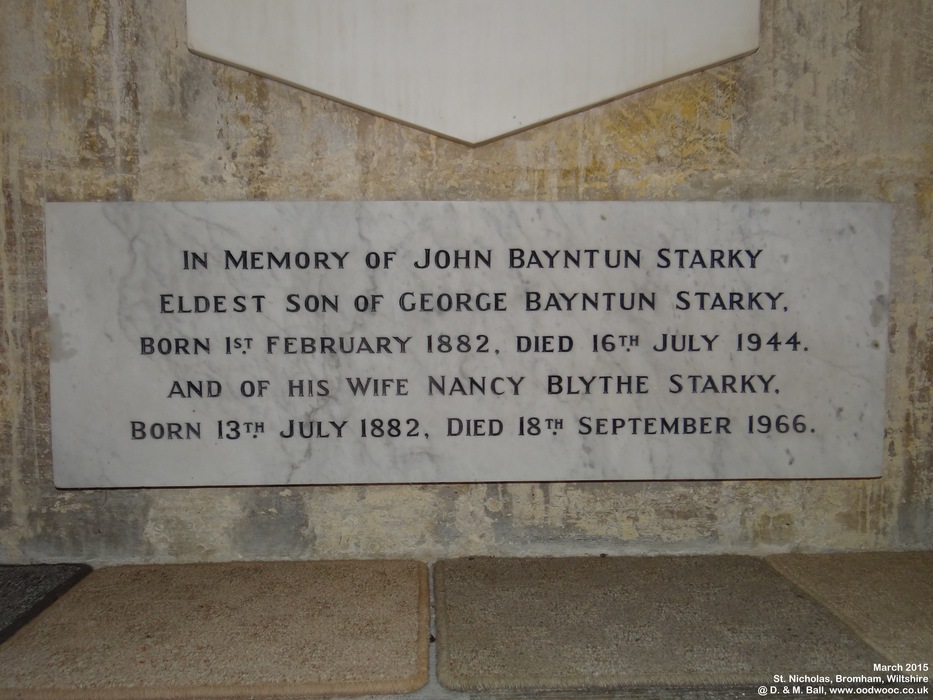 IN MEMORY OF JOHN BAYNTUN STARKY
ELDEST SON OF GEORGE BAYNTUN STARKY,
BORN 1ST FEBRUARY 1882, DIED 16TH JULY 1944.
AND OF HIS WIFE NANCY BLYTHE STARKY,
BORN 13TH JULY 1882, DIED 18TH SEPTEMBER 1966.
March 2015
St. Nicholas, Bromham, Wiltshire
@ D. & M. Ball, www.oodwooc.co.uk